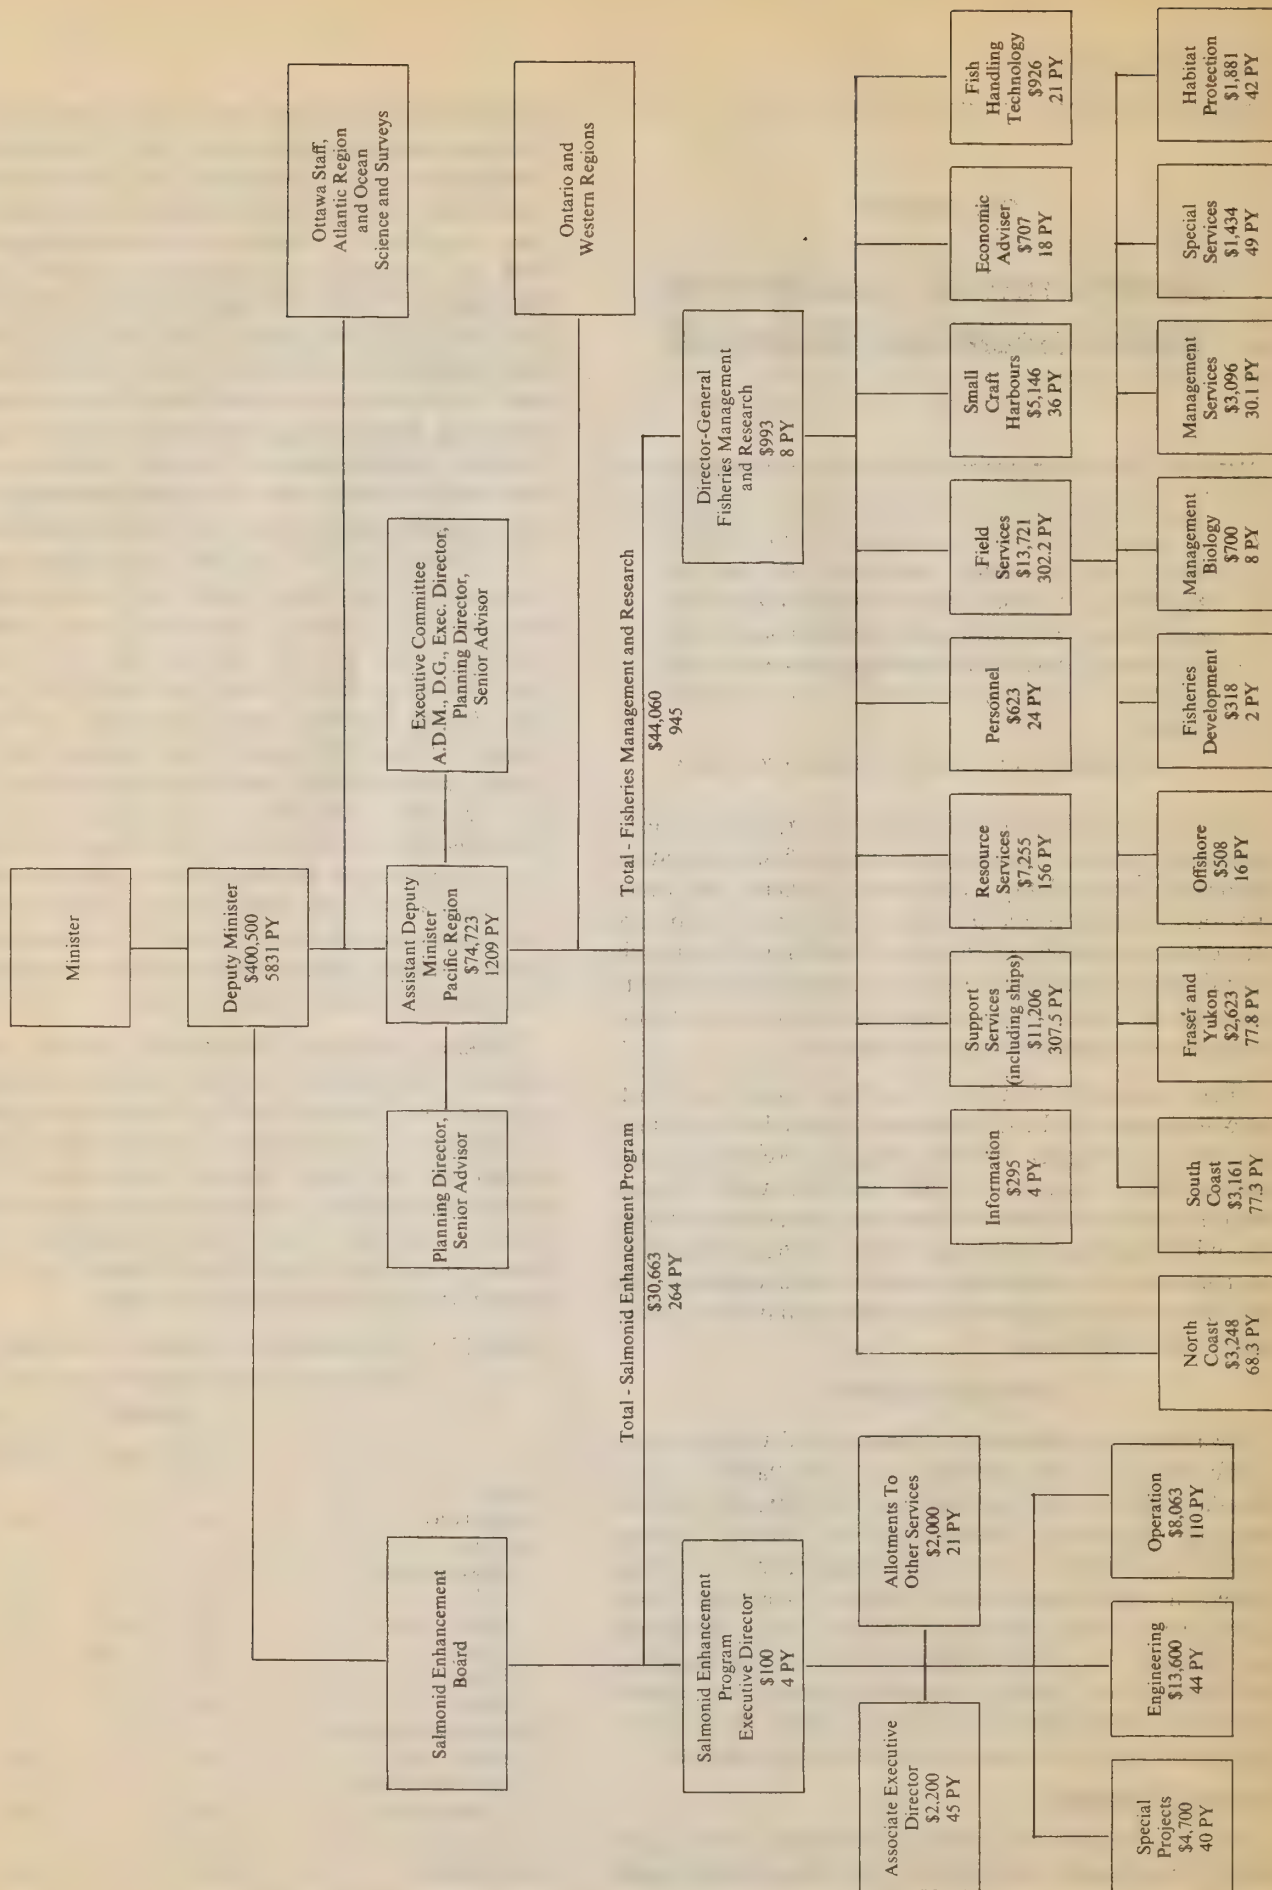 Minister
Deputy Minister
$400,500
5831 PY
Ottawa Staff,
Atlantic Region
and Ocean
Science and Surveys
Salmonid Enhancement
Board
Planning Director,
Senior Advisor
Assistant Deputy
Minister
Pacific Region
$74,723
1209 PY
Executive Committee
A.D.M., D.G., Exec. Director,
Planning Director,
Senior Advisor
Ontario and
Western Regions
Total - Salmonid Enhancement Program
$30,663
264 PY
Total - Fisheries Management and Research
$44,060
945
Salmonid Enhancement
Program
Executive Director
$100
4 PY
Director-General
Fisheries Management
and Research
$993
8 PY
Associate Executive
Director
$2,200
45 PY
Allotments To
Other Services
$2,000
21 PY
Information
$295
4 PY
Support
Services
(including ships)
$11,206
307.5 PY
Resource
Services
$7,255
156 PY
Personnel
$623
24 PY
Field
Services
$13,721
302.2 PY
Small
Craft
Harbours
$5,146
36 PY
Economic
Adviser
$707
18 PY
Fish
Handling
Technology
$926
21 PY
Special
Projects
$4,700
40 PY
Engineering
$13,600
44 PY
Operation
$8,063
110 PY
North
Coast
$3,248
68.3 PY
South
Coast
$3,161
77.3 PY
Fraser and
Yukon
$2,623
77.8 PY
Offshore
$508
16 PY
Fisheries
Development
$318
2 PY
Management
Biology
$700
8 PY
Management
Services
$3,096
30.1 PY
Special
Services
$1,434
49 PY
Habitat
Protection
$1,881
42 PY